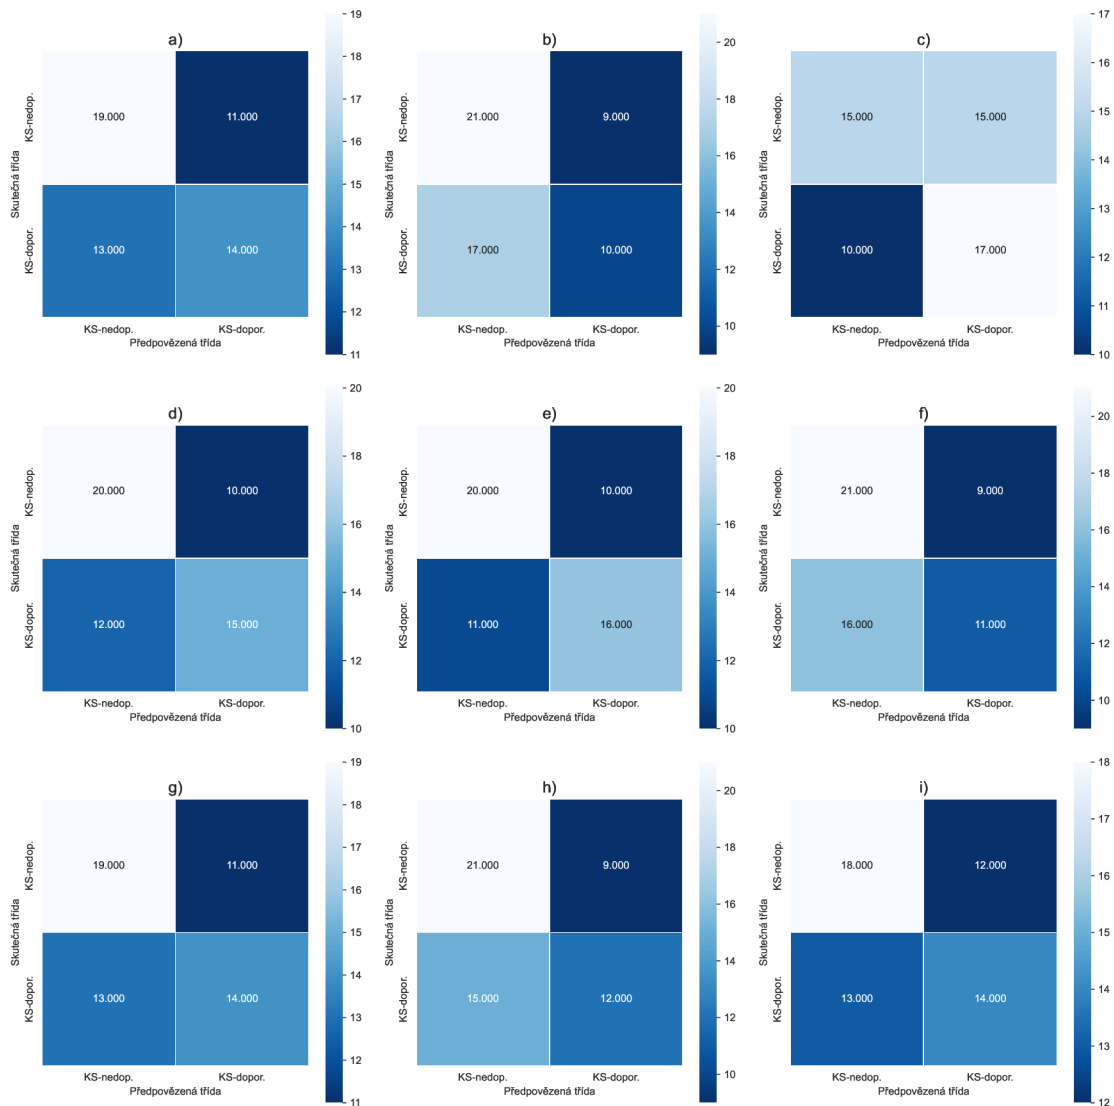 a)
Skutečná třída
KS-nedop.
KS-dopor.
19.000
11.000
13.000
14.000
KS-nedop.
KS-dopor.
Předpovězená třída
19
18
17
16
15
14
13
12
11
b)
Skutečná třída
KS-nedop.
KS-dopor.
21.000
9.000
17.000
10.000
KS-nedop.
KS-dopor.
Předpovězená třída
20
18
16
14
12
10
c)
Skutečná třída
KS-nedop.
KS-dopor.
15.000
15.000
10.000
17.000
KS-nedop.
KS-dopor.
Předpovězená třída
17
16
15
14
13
12
11
10
d)
Skutečná třída
KS-nedop.
KS-dopor.
20.000
10.000
12.000
15.000
KS-nedop.
KS-dopor.
Předpovězená třída
20
18
16
14
12
10
e)
Skutečná třída
KS-nedop.
KS-dopor.
20.000
10.000
11.000
16.000
KS-nedop.
KS-dopor.
Předpovězená třída
20
18
16
14
12
10
f)
Skutečná třída
KS-nedop.
KS-dopor.
21.000
9.000
16.000
11.000
KS-nedop.
KS-dopor.
Předpovězená třída
20
18
16
14
12
10
g)
Skutečná třída
KS-nedop.
KS-dopor.
19.000
11.000
13.000
14.000
KS-nedop.
KS-dopor.
Předpovězená třída
19
18
17
16
15
14
13
12
11
h)
Skutečná třída
KS-nedop.
KS-dopor.
21.000
9.000
15.000
12.000
KS-nedop.
KS-dopor.
Předpovězená třída
20
18
16
14
12
10
i)
Skutečná třída
KS-nedop.
KS-dopor.
18.000
12.000
13.000
14.000
KS-nedop.
KS-dopor.
Předpovězená třída
18
17
16
15
14
13
12